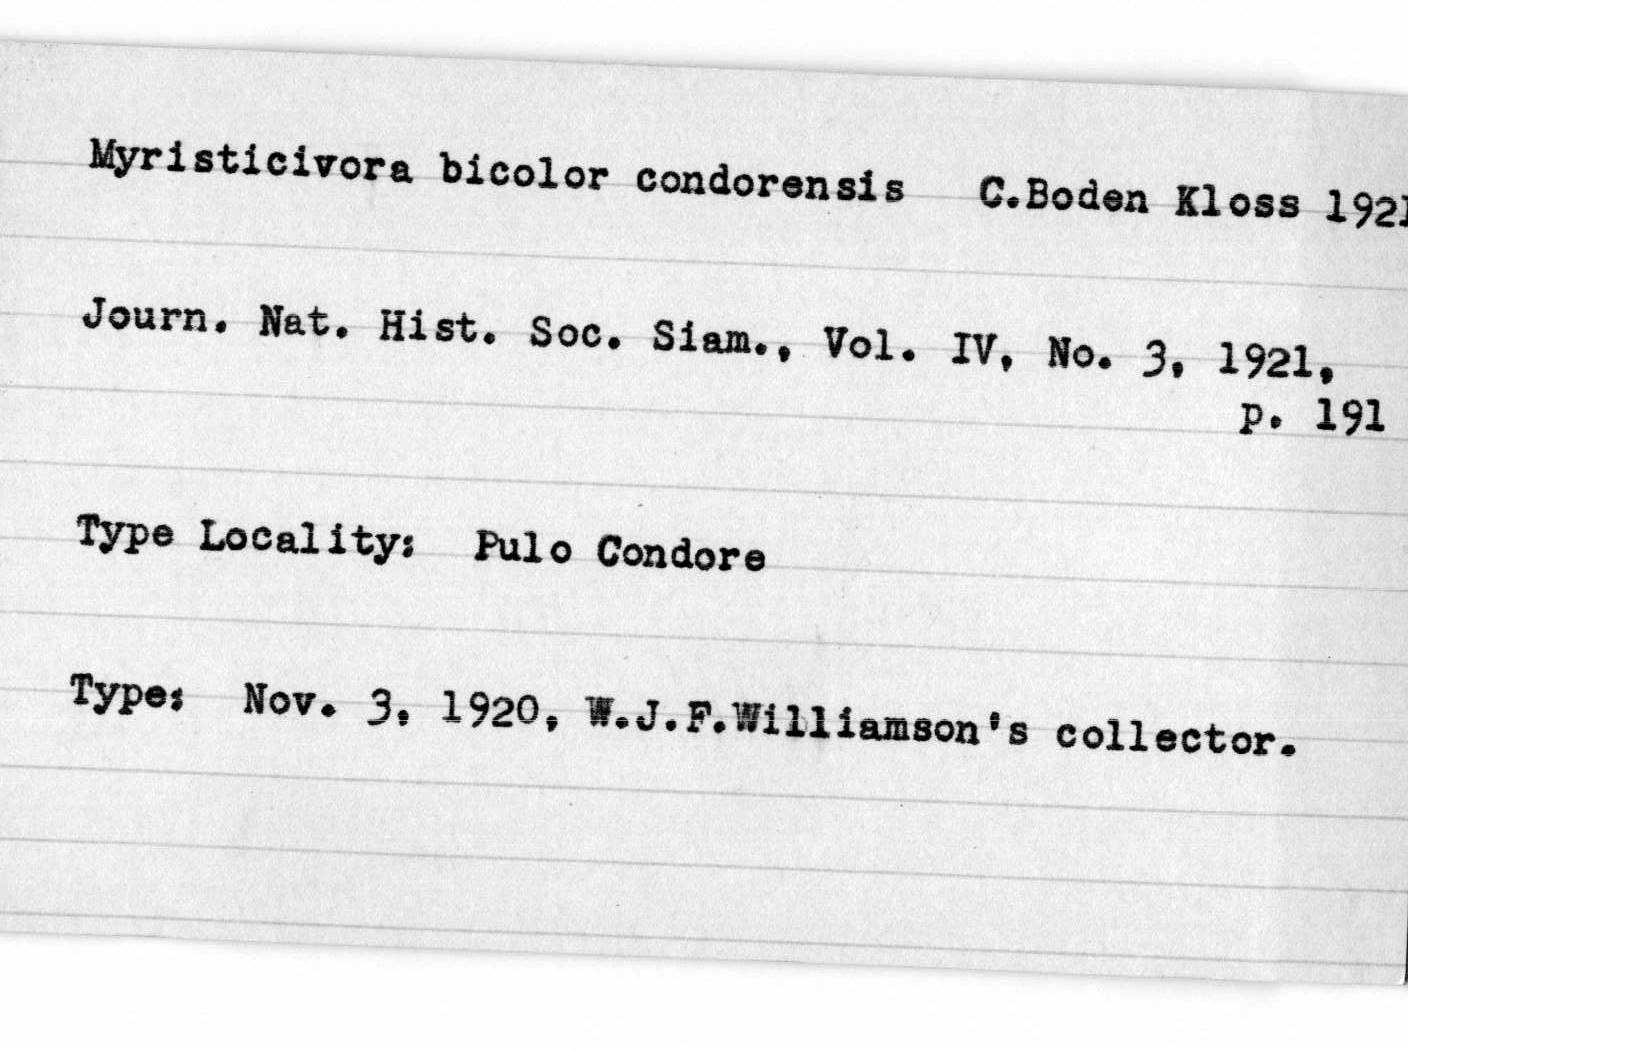 Myristicivora bicolor condorensis C.Boden Kloss 1921
Journ. Nat. Hist. Soc. Siam., Vol. IV, No. 3, 1921,
p. 191
Type Locality: Pulo Condore
Type: Nov. 3, 1920, W.J.F.Williamson's collector.